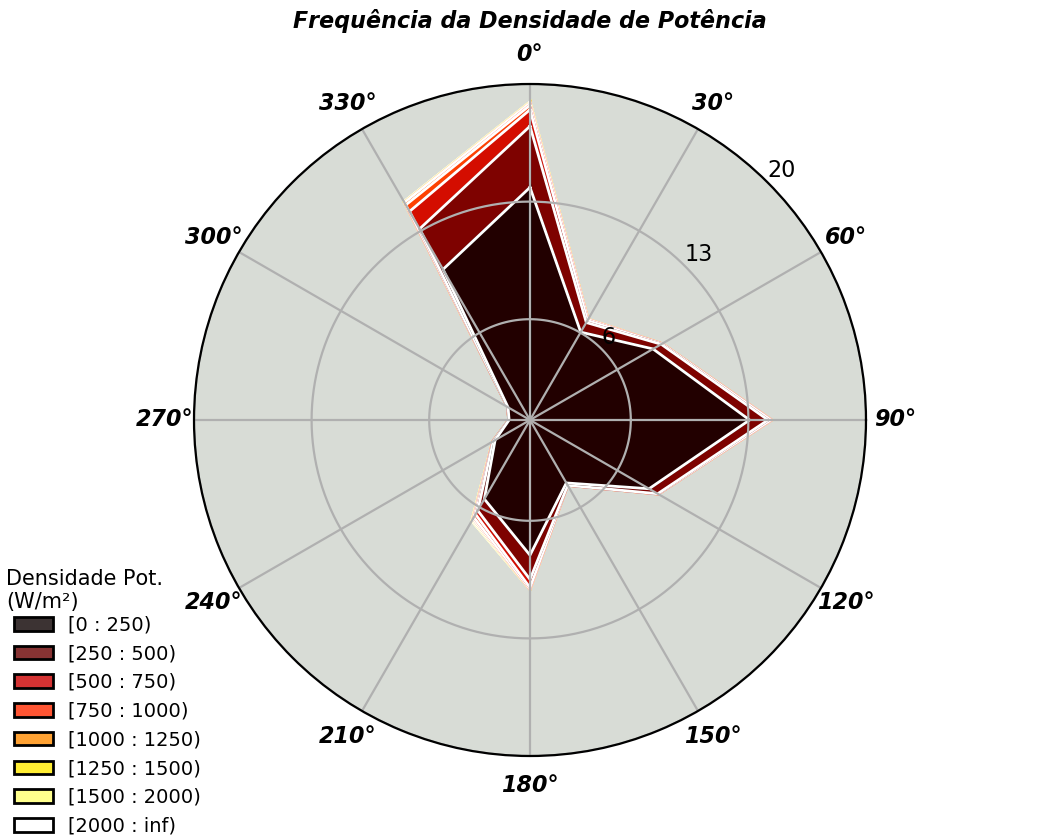 Frequência da Densidade de Potência
0°
330°
30°
20
300°
60°
13
6
270°
90°
Densidade Pot.
(W/m²)
240°
120°
[0 : 250)
[250 : 500)
[500 : 750)
[750 : 1000)
210°
150°
[1000 : 1250)
[1250 : 1500)
180°
[1500 : 2000)
[2000 : inf)